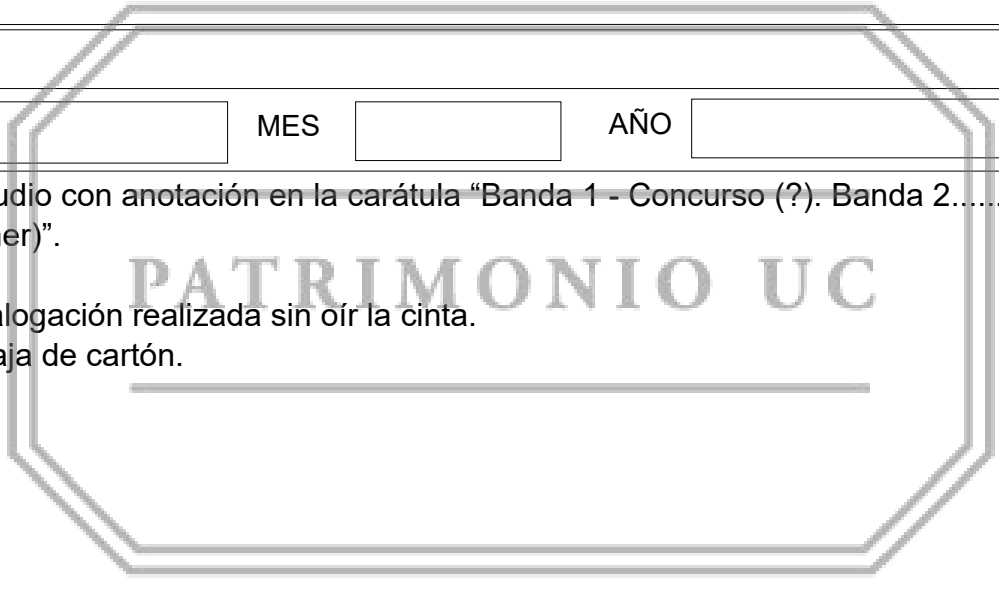 MES AÑO
udio con anotación en la carátula “Banda 1 - Concurso (?). Banda 2......
er)”.
PATRIMONIO UC
alogación realizada sin oír la cinta.
aja de cartón.